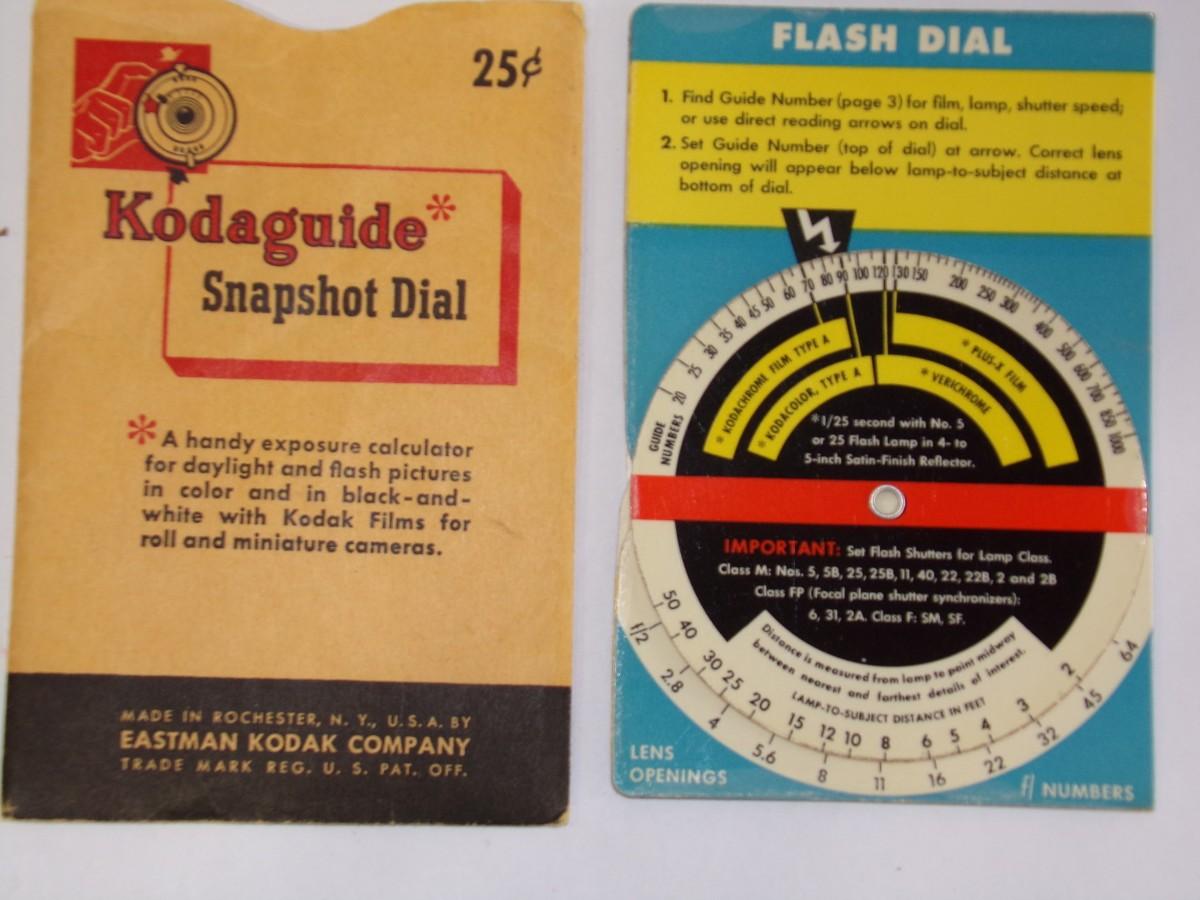 25¢
Kodaguide*
Snapshot Dial
* A handy exposure calculator
for daylight and flash pictures
in color and in black-and-
white with Kodak Films for
roll and miniature cameras.
MADE IN ROCHESTER, N. Y., U. S. A. BY
EASTMAN KODAK COMPANY
TRADE MARK REG. U. S. PAT. OFF.
FLASH DIAL
1. Find Guide Number (page 3) for film, lamp, shutter speed;
or use direct reading arrows on dial.
2. Set Guide Number (top of dial) at arrow. Correct lens
opening will appear below lamp-to-subject distance at
bottom of dial.
GUIDE NUMBERS 20 25 30 35 40 45 50 60 70 80 90 100 120 130 150 200 250 300 400 500 600 700 850 1000
* KODACHROME FILM TYPE A
* PLUS-X FILM
* KODACOLOR, TYPE A
* VERICHROME
*1/25 second with No. 5
or 25 Flash Lamp in 4- to
5-inch Satin-Finish Reflector.
IMPORTANT: Set Flash Shutters for Lamp Class.
Class M: Nos. 5, 5B, 25, 25B, 11, 40, 22, 22B, 2 and 2B
Class FP (Focal plane shutter synchronizers):
6, 31, 2A. Class F: SM, SF.
Distance is measured from lamp to point midway
between nearest and farthest details of interest.
LAMP-TO-SUBJECT DISTANCE IN FEET
50 40 30 25 20 15 12 10 8 6 5 4 3 2
f/2 2.8 4 5.6 8 11 16 22 32 45 64
LENS
OPENINGS
f/ NUMBERS